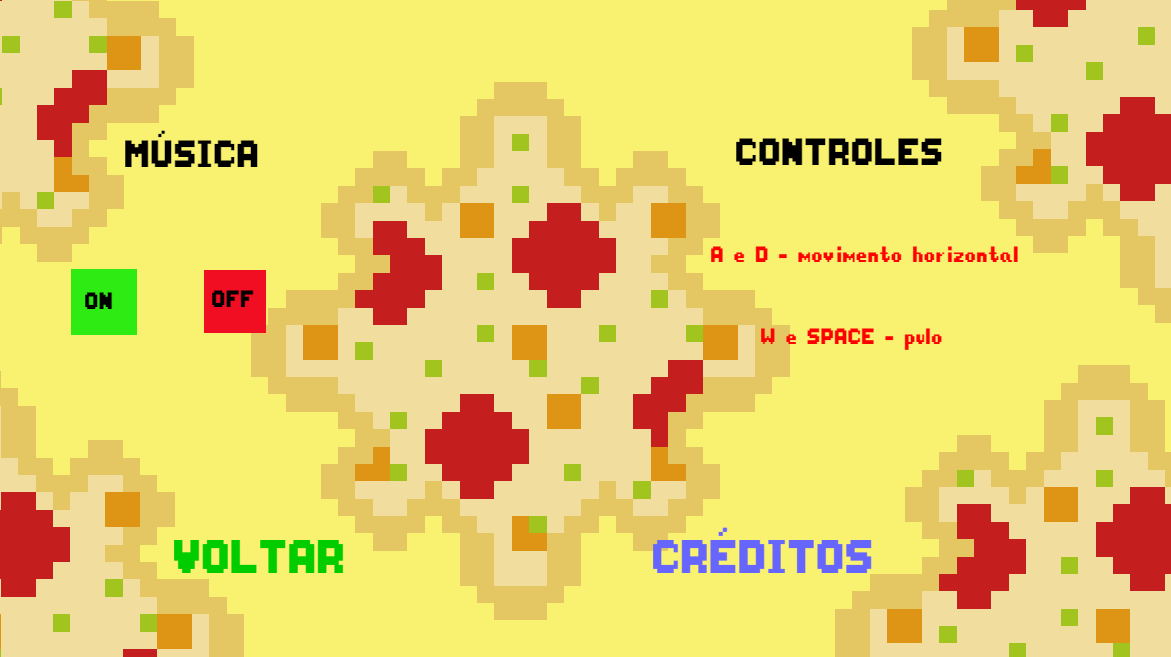 MÚSICA
CONTROLES
A e D - movimento horizontal
ON
OFF
W e SPACE - pulo
VOLTAR
CRÉDITOS